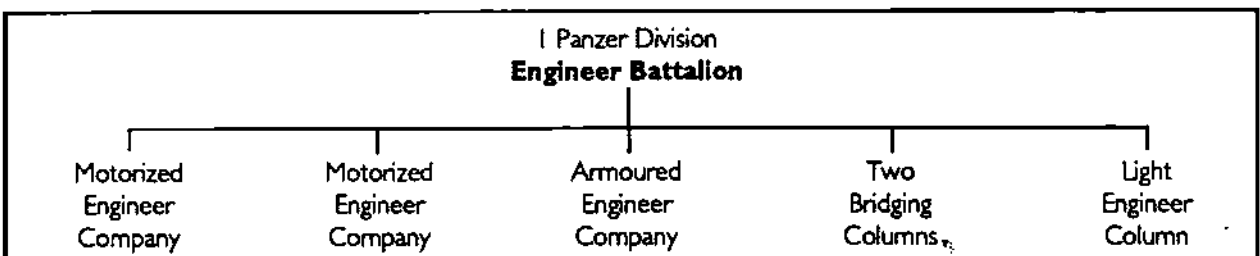 1 Panzer Division
Engineer Battalion
Motorized
Engineer
Company
Motorized
Engineer
Company
Armoured
Engineer
Company
Two
Bridging
Columns
Light
Engineer
Column